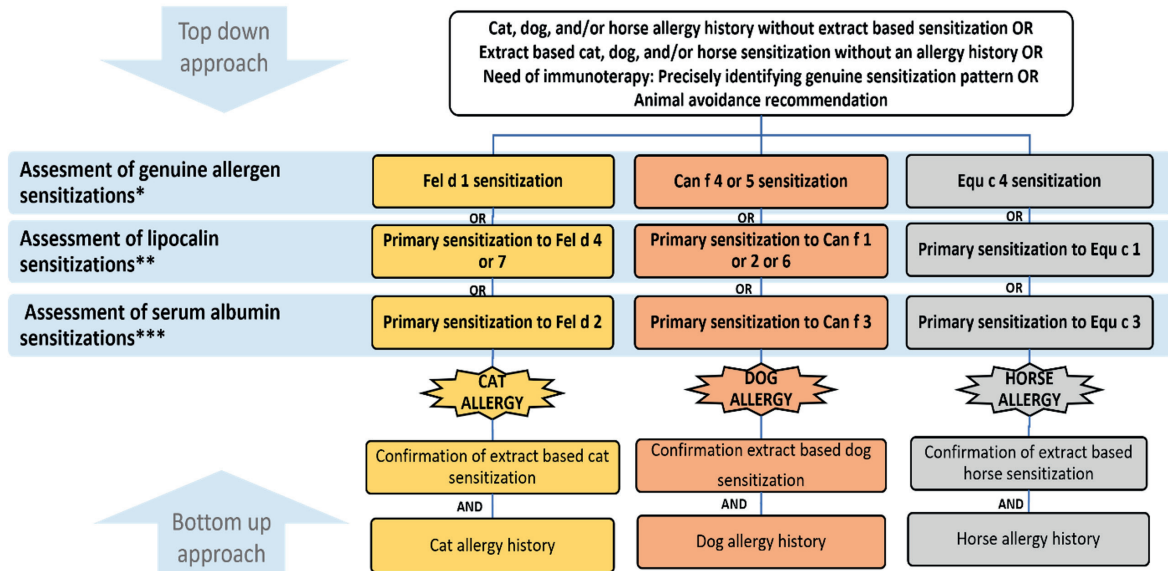 Top down
approach
Cat, dog, and/or horse allergy history without extract based sensitization OR
Extract based cat, dog, and/or horse sensitization without an allergy history OR
Need of immunotherapy: Precisely identifying genuine sensitization pattern OR
Animal avoidance recommendation
Assesment of genuine allergen
sensitizations*
Fel d 1 sensitization
Can f 4 or 5 sensitization
Equ c 4 sensitization
OR
OR
OR
Assessment of lipocalin
sensitizations**
Primary sensitization to Fel d 4
or 7
Primary sensitization to Can f 1
or 2 or 6
Primary sensitization to Equ c 1
OR
OR
OR
Assessment of serum albumin
sensitizations***
Primary sensitization to Fel d 2
Primary sensitization to Can f 3
Primary sensitization to Equ c 3
CAT
ALLERGY
DOG
ALLERGY
HORSE
ALLERGY
Confirmation of extract based cat
sensitization
Confirmation extract based dog
sensitization
Confirmation of extract based
horse sensitization
AND
AND
AND
Cat allergy history
Dog allergy history
Horse allergy history
Bottom up
approach